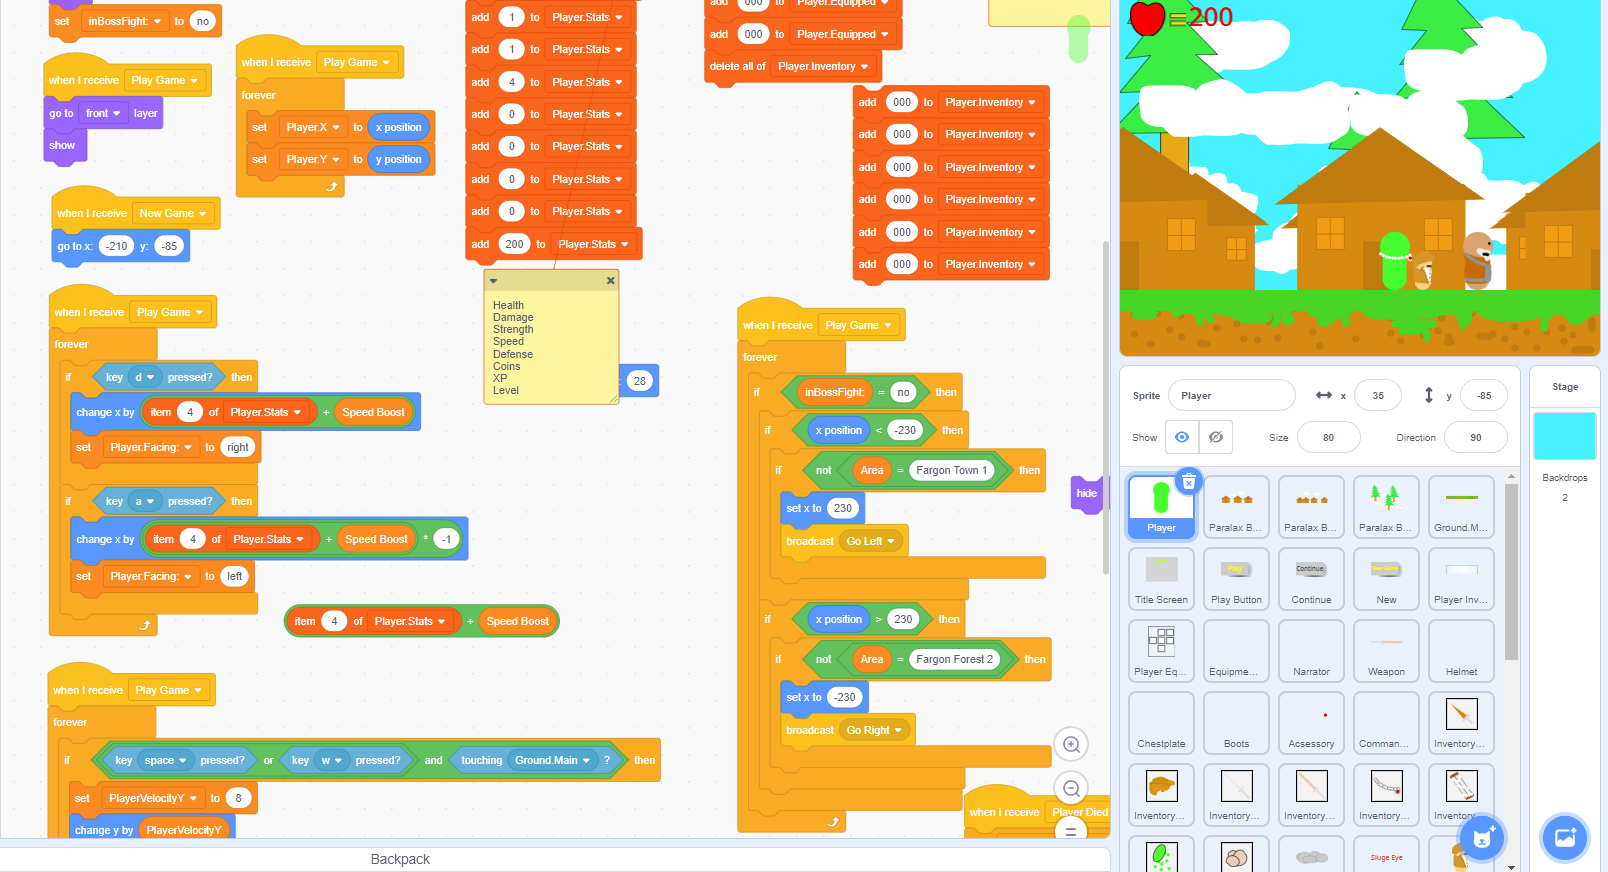 set inBossFight: to no
when I receive Play Game
go to front layer
show
when I receive Play Game
forever
set Player.X to x position
set Player.Y to y position
when I receive New Game
go to x: -210 y: -85
when I receive Play Game
forever
if key d pressed? then
change x by item 4 of Player.Stats + Speed Boost
set Player.Facing: to right
if key a pressed? then
change x by item 4 of Player.Stats + Speed Boost * -1
set Player.Facing: to left
item 4 of Player.Stats + Speed Boost
when I receive Play Game
forever
if key space pressed? or key w pressed? and touching Ground.Main ? then
set PlayerVelocityY to 8
change y by PlayerVelocityY
add 1 to Player.Stats
add 1 to Player.Stats
add 4 to Player.Stats
add 0 to Player.Stats
add 0 to Player.Stats
add 0 to Player.Stats
add 0 to Player.Stats
add 200 to Player.Stats
Health
Damage
Strength
Speed
Defense
Coins
XP
Level
28
add 000 to Player.Equipped
add 000 to Player.Equipped
delete all of Player.Inventory
add 000 to Player.Inventory
add 000 to Player.Inventory
add 000 to Player.Inventory
add 000 to Player.Inventory
add 000 to Player.Inventory
add 000 to Player.Inventory
when I receive Play Game
forever
if inBossFight: = no then
if x position < -230 then
if not Area = Fargon Town 1 then
set x to 230
broadcast Go Left
if x position > 230 then
if not Area = Fargon Forest 2 then
set x to -230
broadcast Go Right
hide
when I receive Player Died
Backpack
=200
Sprite Player x 35 y -85
Show Size 80 Direction 90
Player
Paralax B...
Paralax B...
Paralax B...
Ground.M...
Title Screen
Play
Play Button
Continue
Continue
New Game
New
Player Inv...
Player Eq...
Equipme...
Narrator
Weapon
Helmet
Chestplate
Boots
Acsessory
Comman...
Inventory...
Inventory...
Inventory...
Inventory...
Inventory...
Inventory...
Sluge Eye
Stage
Backdrops
2